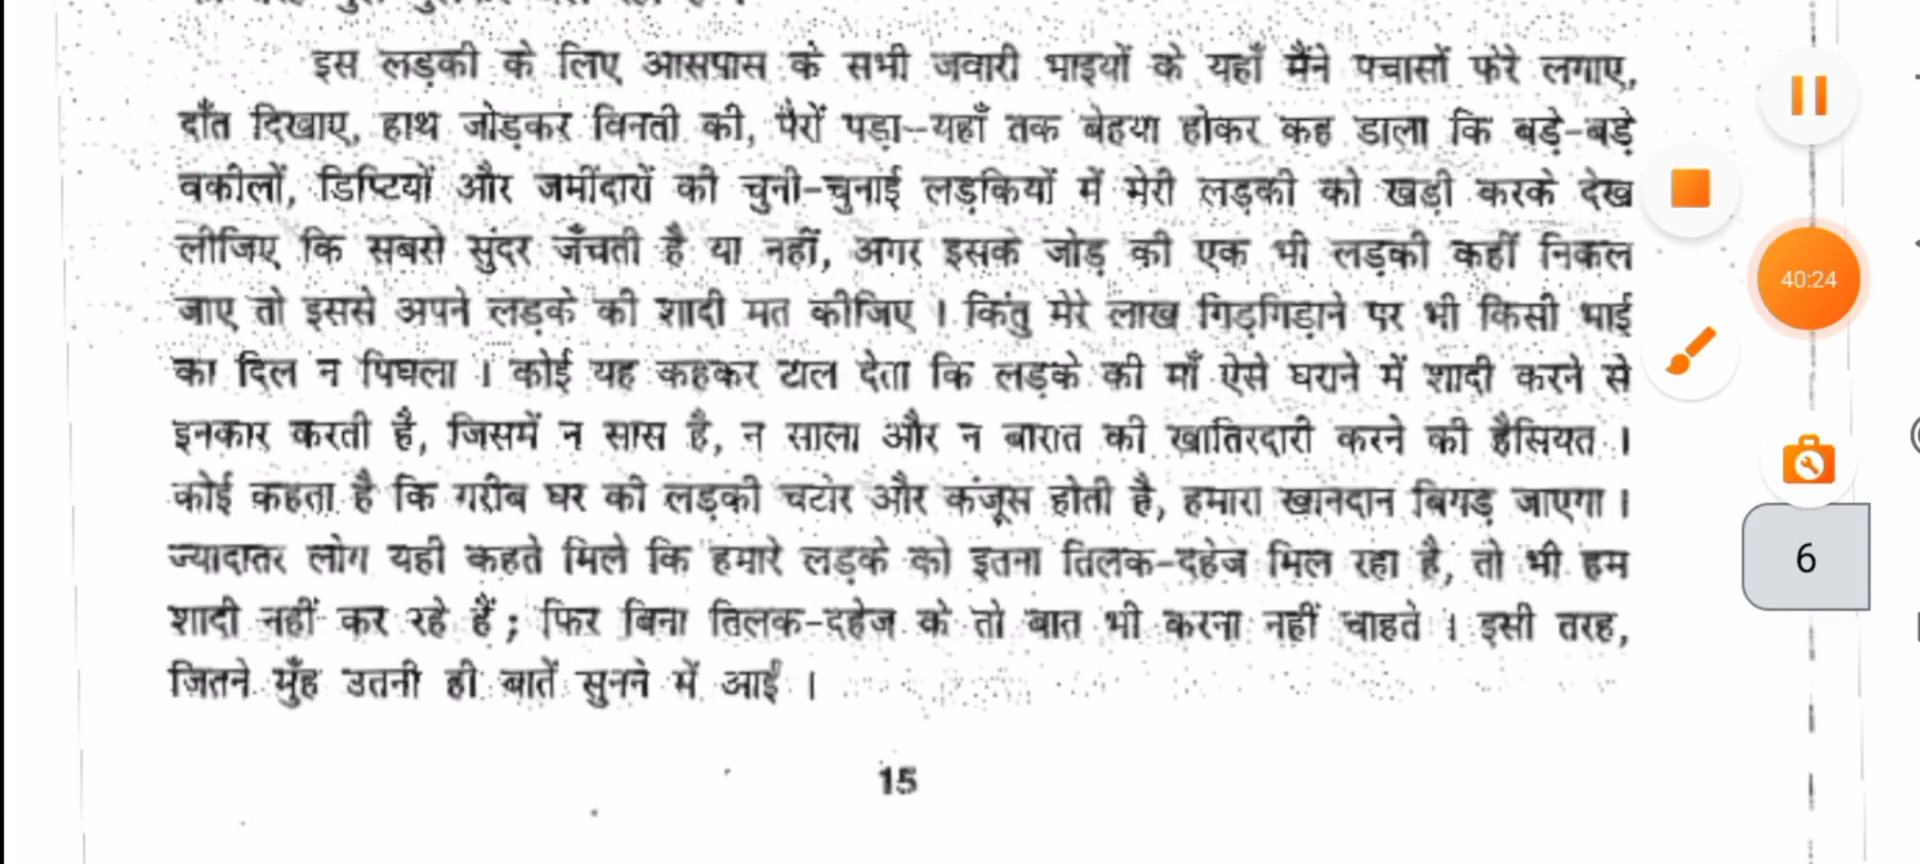 इस लड़की के लिए आसपास के सभी जवारी भाइयों के यहाँ मैंने पचासों फेरे लगाए,
दाँत दिखाए, हाथ जोड़कर विनती की, पैरों पड़ा–यहाँ तक बेहया होकर कह डाला कि बड़े-बड़े
वकीलों, डिप्टियों और जमींदारों की चुनी-चुनाई लड़कियों में मेरी लड़की को खड़ी करके देख
लीजिए कि सबसे सुंदर जँचती है या नहीं, अगर इसके जोड़ की एक भी लड़की कहीं निकल
जाए तो इससे अपने लड़के की शादी मत कीजिए । किंतु मेरे लाख गिड़गिड़ाने पर भी किसी भाई
का दिल न पिघला । कोई यह कहकर टाल देता कि लड़के की माँ ऐसे घराने में शादी करने से
इनकार करती है, जिसमें न सास है, न साला और न बारात की खातिरदारी करने की हैसियत ।
कोई कहता है कि गरीब घर की लड़की चटोर और कंजूस होती है, हमारा खानदान बिगड़ जाएगा ।
ज्यादातर लोग यही कहते मिले कि हमारे लड़के को इतना तिलक-दहेज मिल रहा है, तो भी हम
शादी नहीं कर रहे हैं ; फिर बिना तिलक-दहेज के तो बात भी करना नहीं चाहते । इसी तरह,
जितने मुँह उतनी ही बातें सुनने में आईं ।
15
40:24
6